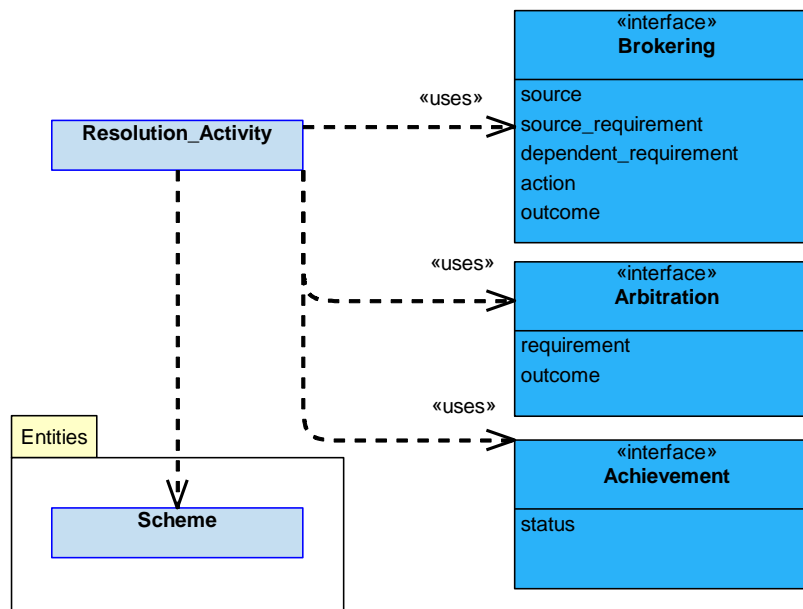 «interface»
Brokering
«uses»
source
Resolution_Activity
source_requirement
dependent_requirement
action
outcome
«uses»
«interface»
Arbitration
requirement
outcome
«uses»
Entities
«interface»
Achievement
Scheme
status